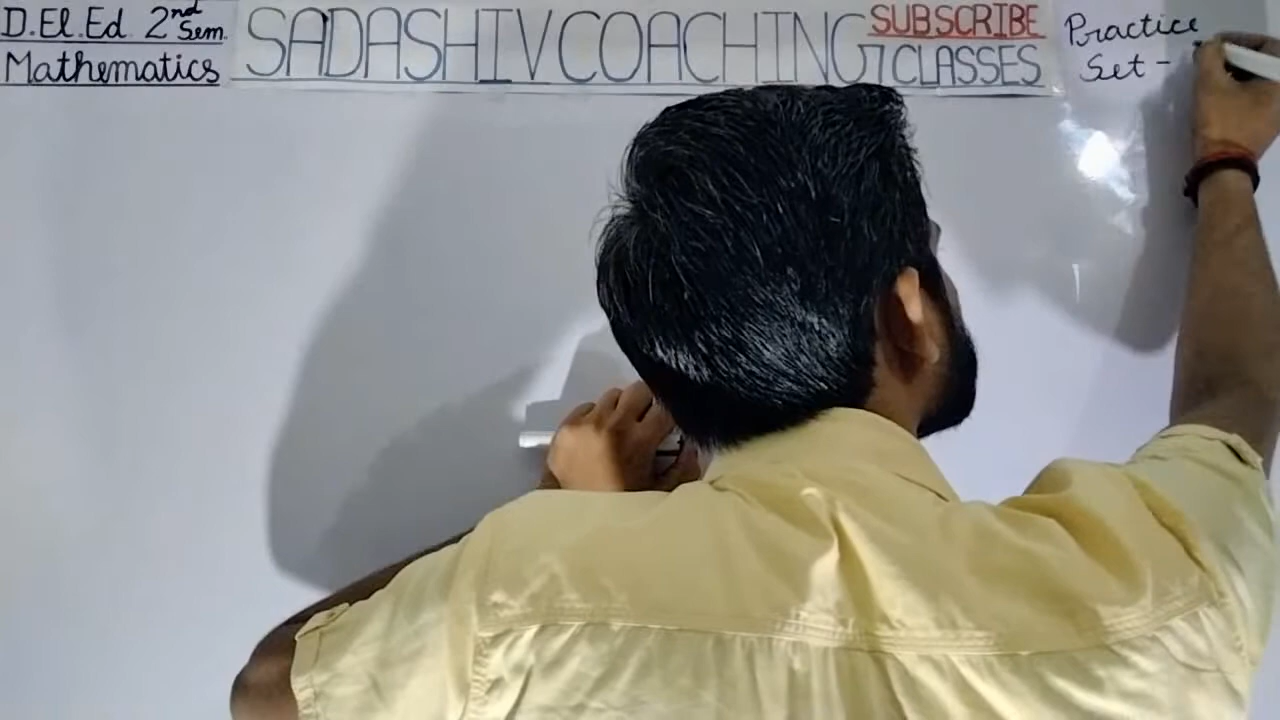 D.El.Ed. 2nd Sem.
Mathematics
SADASHIV COACHING
SUBSCRIBE
CLASSES
Practice
Set -